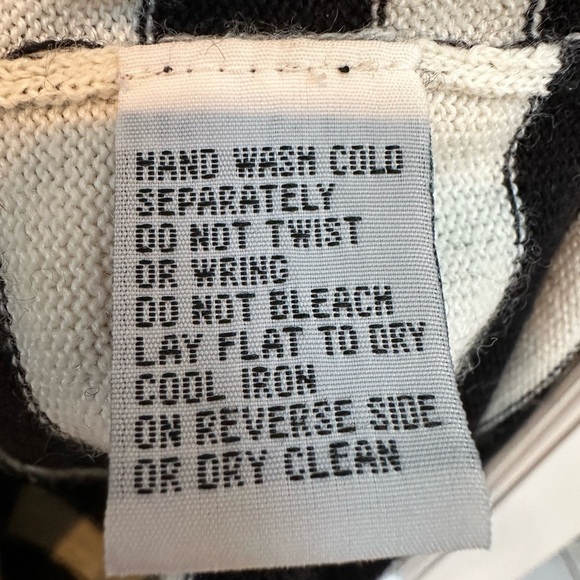 HAND WASH COLD
SEPARATELY
DO NOT TWIST
OR WRING
DO NOT BLEACH
LAY FLAT TO DRY
COOL IRON
ON REVERSE SIDE
OR DRY CLEAN